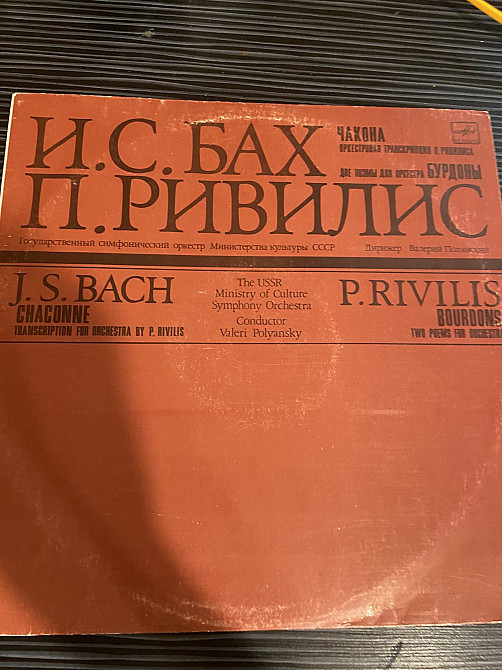 И.С.БАХ
ЧАКОНА
ОРКЕСТРОВАЯ ТРАНСКРИПЦИЯ П. РИВИЛИСА
П.РИВИЛИС
ДВЕ ПОЭМЫ ДЛЯ ОРКЕСТРА БУРДОНЫ
Государственный симфонический оркестр Министерства культуры СССР Дирижер Валерий Полянский
J. S. BACH
CHACONNE
TRANSCRIPTION FOR ORCHESTRA BY P. RIVILIS
The USSR
Ministry of Culture
Symphony Orchestra
Conductor
Valeri Polyansky
P. RIVILIS
BOURDONS
TWO POEMS FOR ORCHESTRA